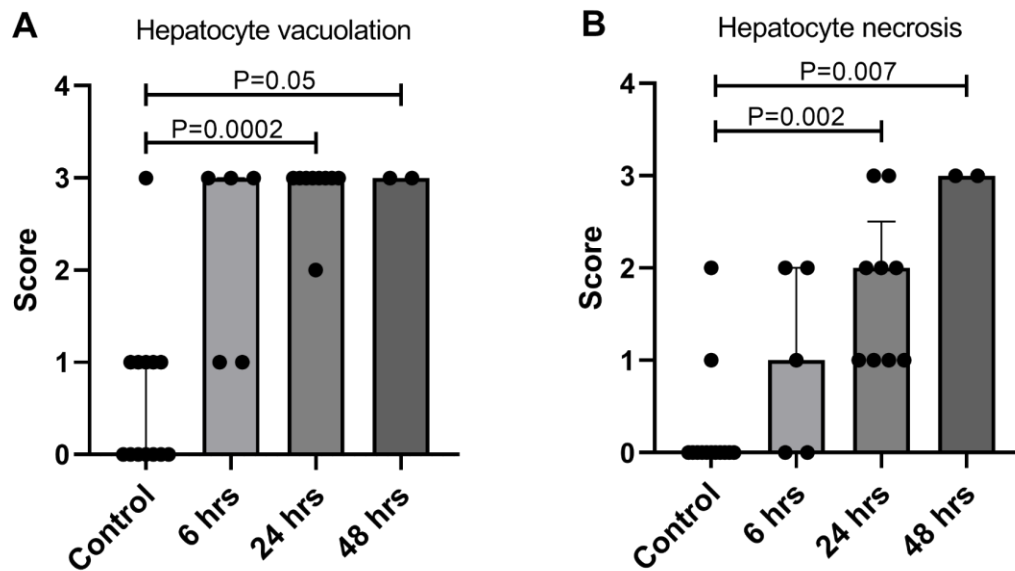 A
Hepatocyte vacuolation
P=0.05
P=0.0002
Score
4
3
2
1
0
Control
6 hrs
24 hrs
48 hrs
B
Hepatocyte necrosis
P=0.007
P=0.002
Score
4
3
2
1
0
Control
6 hrs
24 hrs
48 hrs